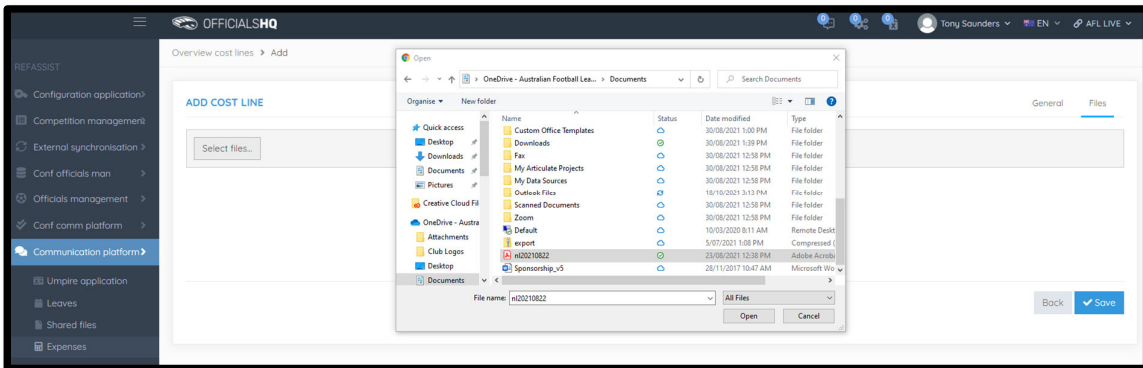 OFFICIALSHQ
0 0 0 Tony Saunders EN AFL LIVE
Overview cost lines > Add
REFASSIST
Configuration application
Competition management
External synchronisation
Conf officials man
Officials management
Conf comm platform
Communication platform
Umpire application
Leaves
Shared files
Expenses
ADD COST LINE
General Files
Select files...
Back Save
Open
OneDrive - Australian Football Lea... > Documents
Search Documents
Organise New folder
Quick access
Desktop
Downloads
Documents
Pictures
Creative Cloud Fil
OneDrive - Austra
Attachments
Club Logos
Desktop
Documents
Name Status Date modified Type
Custom Office Templates 30/08/2021 1:00 PM File folder
Downloads 30/08/2021 1:39 PM File folder
Fax 30/08/2021 12:58 PM File folder
My Articulate Projects 30/08/2021 12:58 PM File folder
My Data Sources 30/08/2021 12:58 PM File folder
Outlook Files 18/10/2021 3:13 PM File folder
Scanned Documents 30/08/2021 12:58 PM File folder
Zoom 30/08/2021 12:58 PM File folder
Default 10/03/2020 8:11 AM Remote Deskt
export 5/07/2021 1:08 PM Compressed (
nl20210822 23/08/2021 12:38 PM Adobe Acroba
Sponsorship_v5 28/11/2017 10:47 AM Microsoft Wo
File name: nl20210822 All Files
Open Cancel